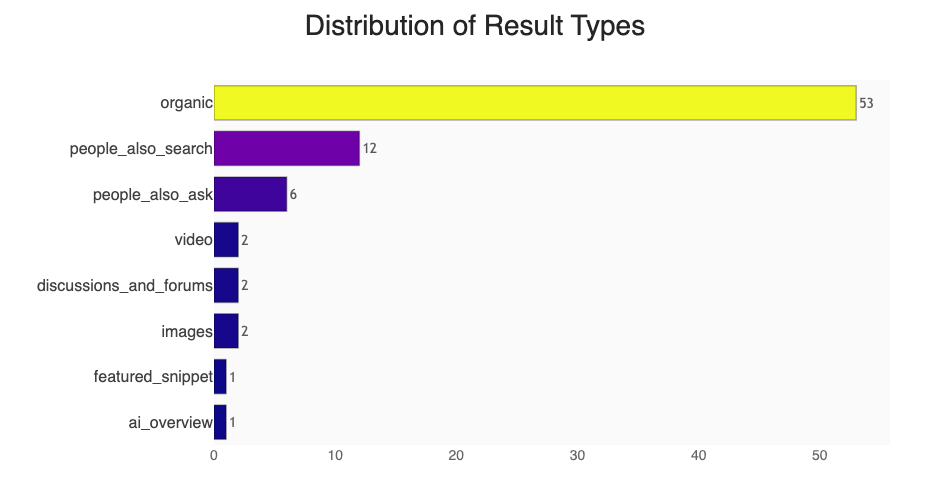 Distribution of Result Types
organic 53
people_also_search 12
people_also_ask 6
video 2
discussions_and_forums 2
images 2
featured_snippet 1
ai_overview 1
0 10 20 30 40 50